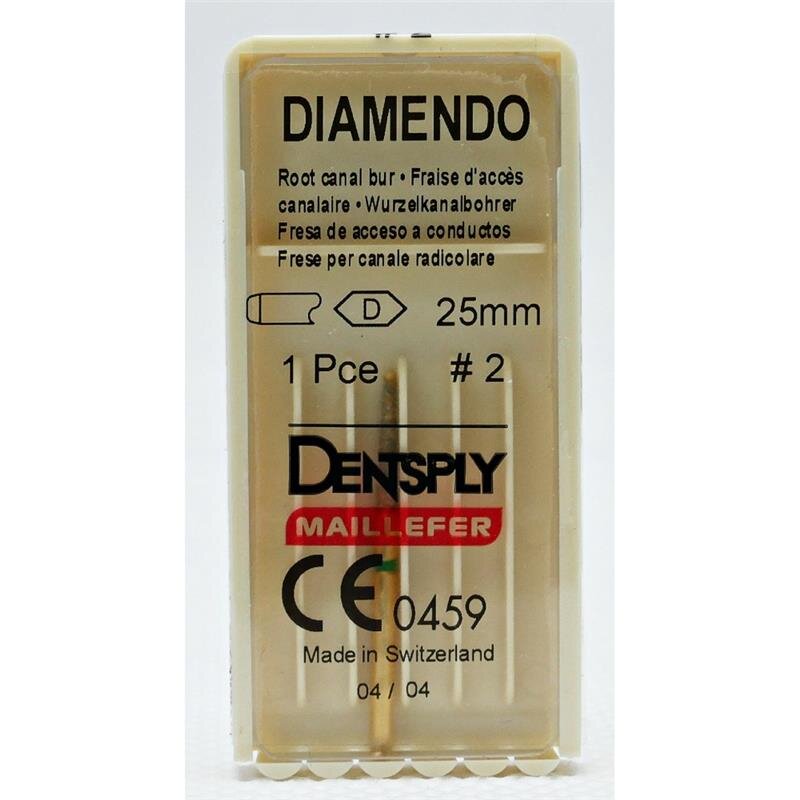 # 2
DIAMENDO
Root canal bur • Fraise d'accès
canalaire • Wurzelkanalbohrer
Fresa de acceso a conductos
Frese per canale radicolare
D 25mm
1 Pce # 2
DENTSPLY
MAILLEFER
CE 0459
Made in Switzerland
04 / 04